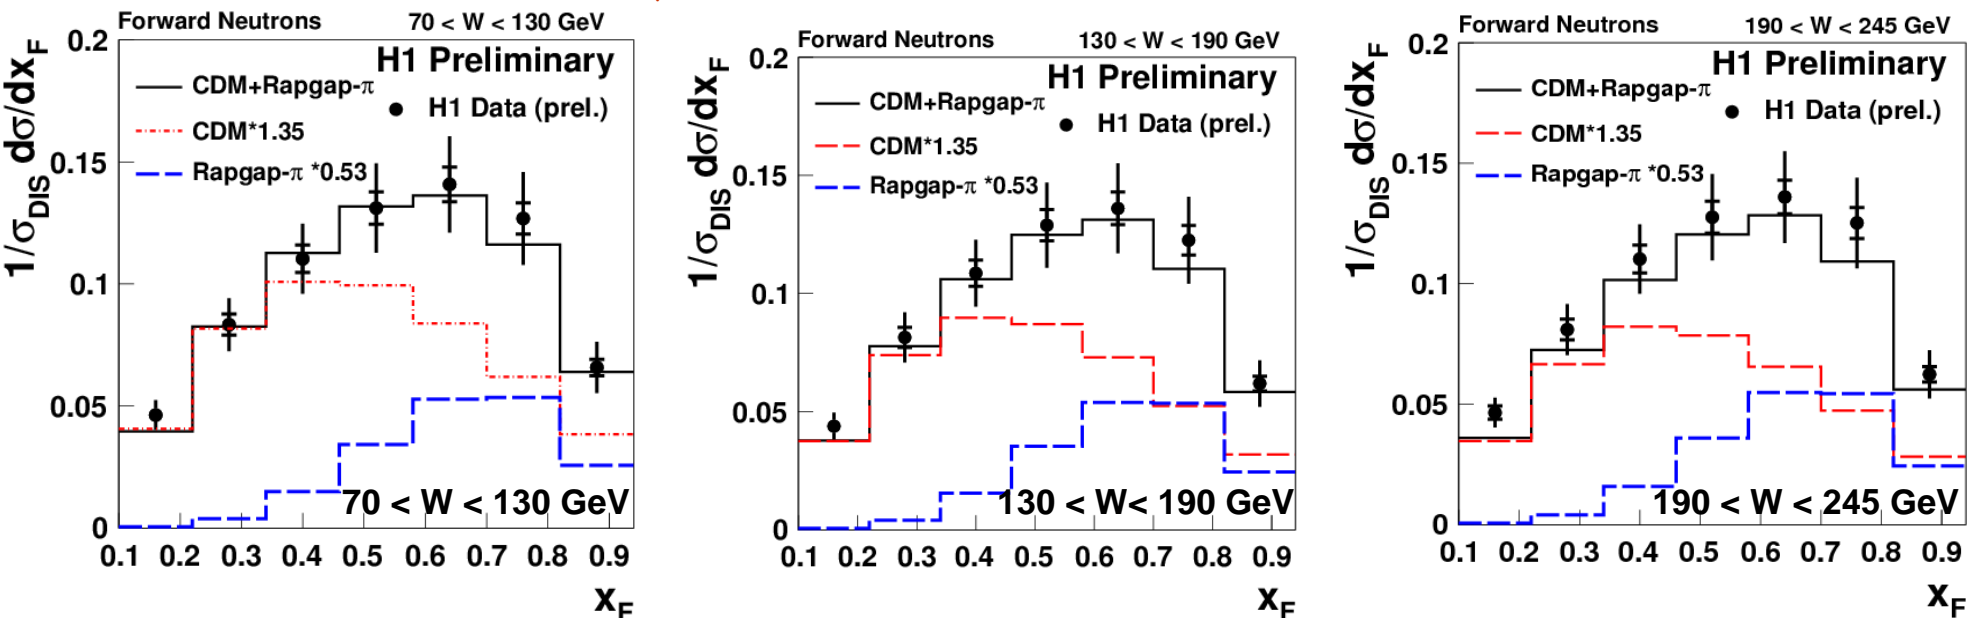 Forward Neutrons 70 < W < 130 GeV
H1 Preliminary
CDM+Rapgap-π
H1 Data (prel.)
CDM*1.35
Rapgap-π *0.53
1/σDIS dσ/dxF
0.2
0.15
0.1
0.05
0
70 < W < 130 GeV
0.1 0.2 0.3 0.4 0.5 0.6 0.7 0.8 0.9
xF
Forward Neutrons 130 < W < 190 GeV
H1 Preliminary
CDM+Rapgap-π
H1 Data (prel.)
CDM*1.35
Rapgap-π *0.53
1/σDIS dσ/dxF
0.2
0.15
0.1
0.05
0
130 < W< 190 GeV
0.1 0.2 0.3 0.4 0.5 0.6 0.7 0.8 0.9
xF
Forward Neutrons 190 < W < 245 GeV
H1 Preliminary
CDM+Rapgap-π
H1 Data (prel.)
CDM*1.35
Rapgap-π *0.53
1/σDIS dσ/dxF
0.2
0.15
0.1
0.05
0
190 < W < 245 GeV
0.1 0.2 0.3 0.4 0.5 0.6 0.7 0.8 0.9
xF